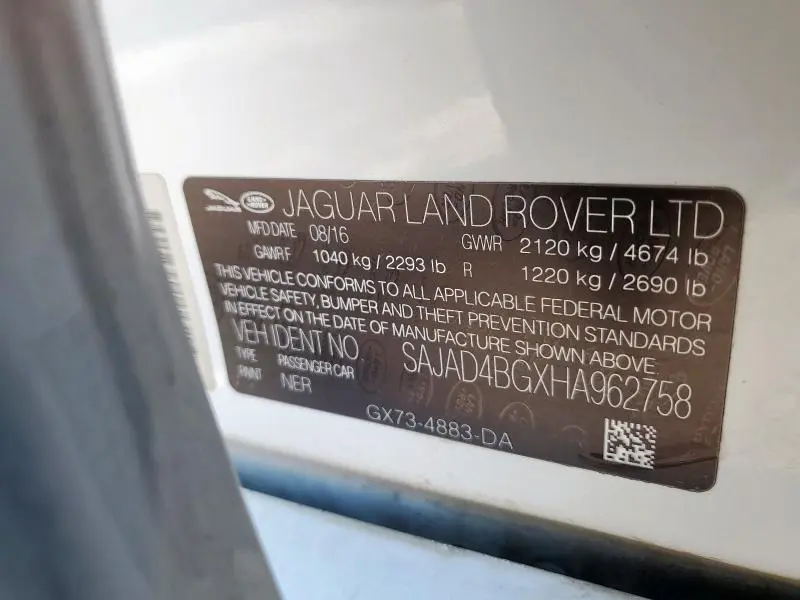 JAGUAR LAND-ROVER JAGUAR LAND ROVER LTD
MFD DATE 08/16 GVWR 2120 kg / 4674 lb
GAWR F 1040 kg / 2293 lb R 1220 kg / 2690 lb
THIS VEHICLE CONFORMS TO ALL APPLICABLE FEDERAL MOTOR
VEHICLE SAFETY, BUMPER AND THEFT PREVENTION STANDARDS
IN EFFECT ON THE DATE OF MANUFACTURE SHOWN ABOVE.
VEH IDENT NO. SAJAD4BGXHA962758
TYPE PASSENGER CAR
PAINT NER
GX73-4883-DA